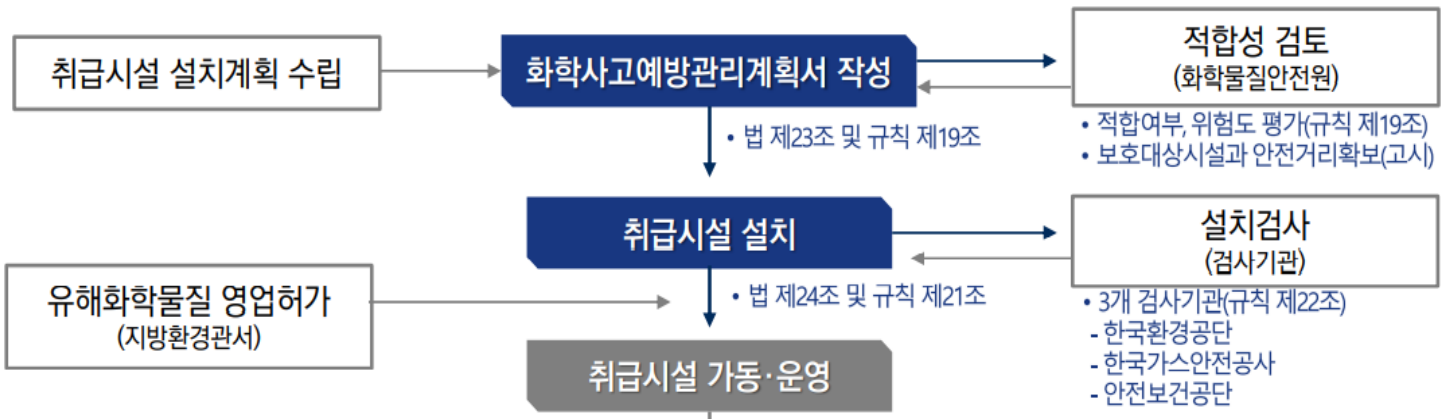 취급시설 설치계획 수립
화학사고예방관리계획서 작성
적합성 검토
(화학물질안전원)
• 적합여부, 위험도 평가(규칙 제19조)
• 보호대상시설과 안전거리확보(고시)
• 법 제23조 및 규칙 제19조
취급시설 설치
설치검사
(검사기관)
• 3개 검사기관(규칙 제22조)
- 한국환경공단
- 한국가스안전공사
- 안전보건공단
유해화학물질 영업허가
(지방환경관서)
• 법 제24조 및 규칙 제21조
취급시설 가동·운영